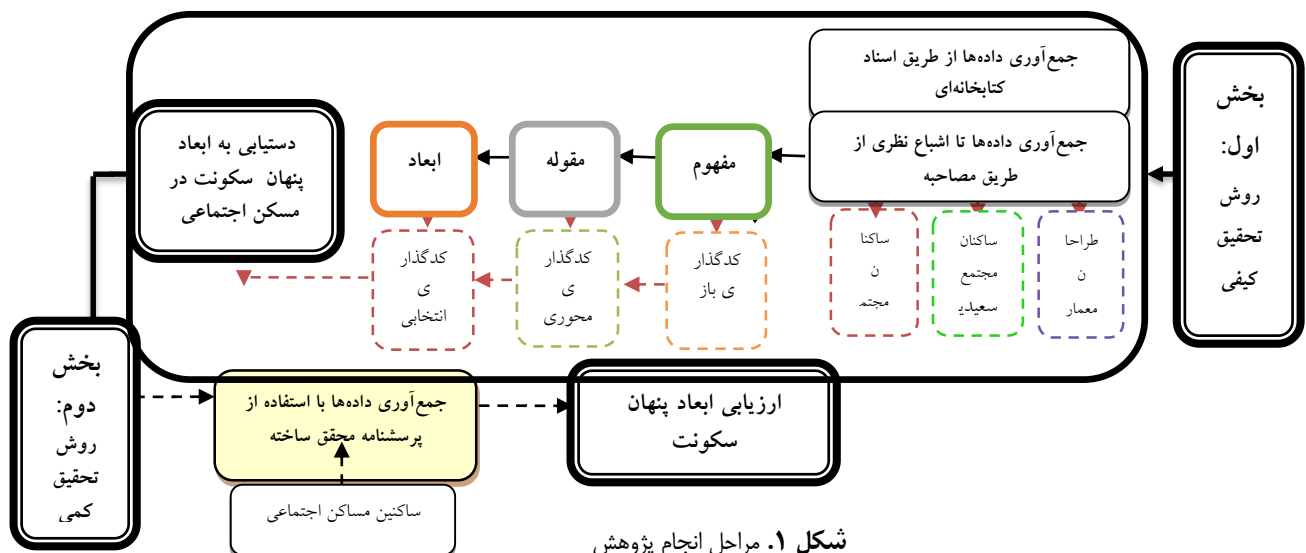 بخش
اول:
روش
تحقیق
کیفی
جمع‌آوری داده‌ها از طریق اسناد
کتابخانه‌ای
جمع‌آوری داده‌ها تا اشباع نظری از
طریق مصاحبه
طراحا
ن
معمار
ساکنان
مجتمع
سعیدیـ
ساکنا
ن
مجتمـ
مفهوم
مقوله
ابعاد
کدگذار
ی باز
کدگذار
ی
محوری
کدگذار
ی
انتخابی
دستیابی به ابعاد
پنهان سکونت در
مسکن اجتماعی
بخش
دوم:
روش
تحقیق
کمی
جمع‌آوری داده‌ها با استفاده از
پرسشنامه محقق ساخته
ساکنین مساکن اجتماعی
ارزیابی ابعاد پنهان
سکونت
شکل ۱. مراحل انجام پژوهش